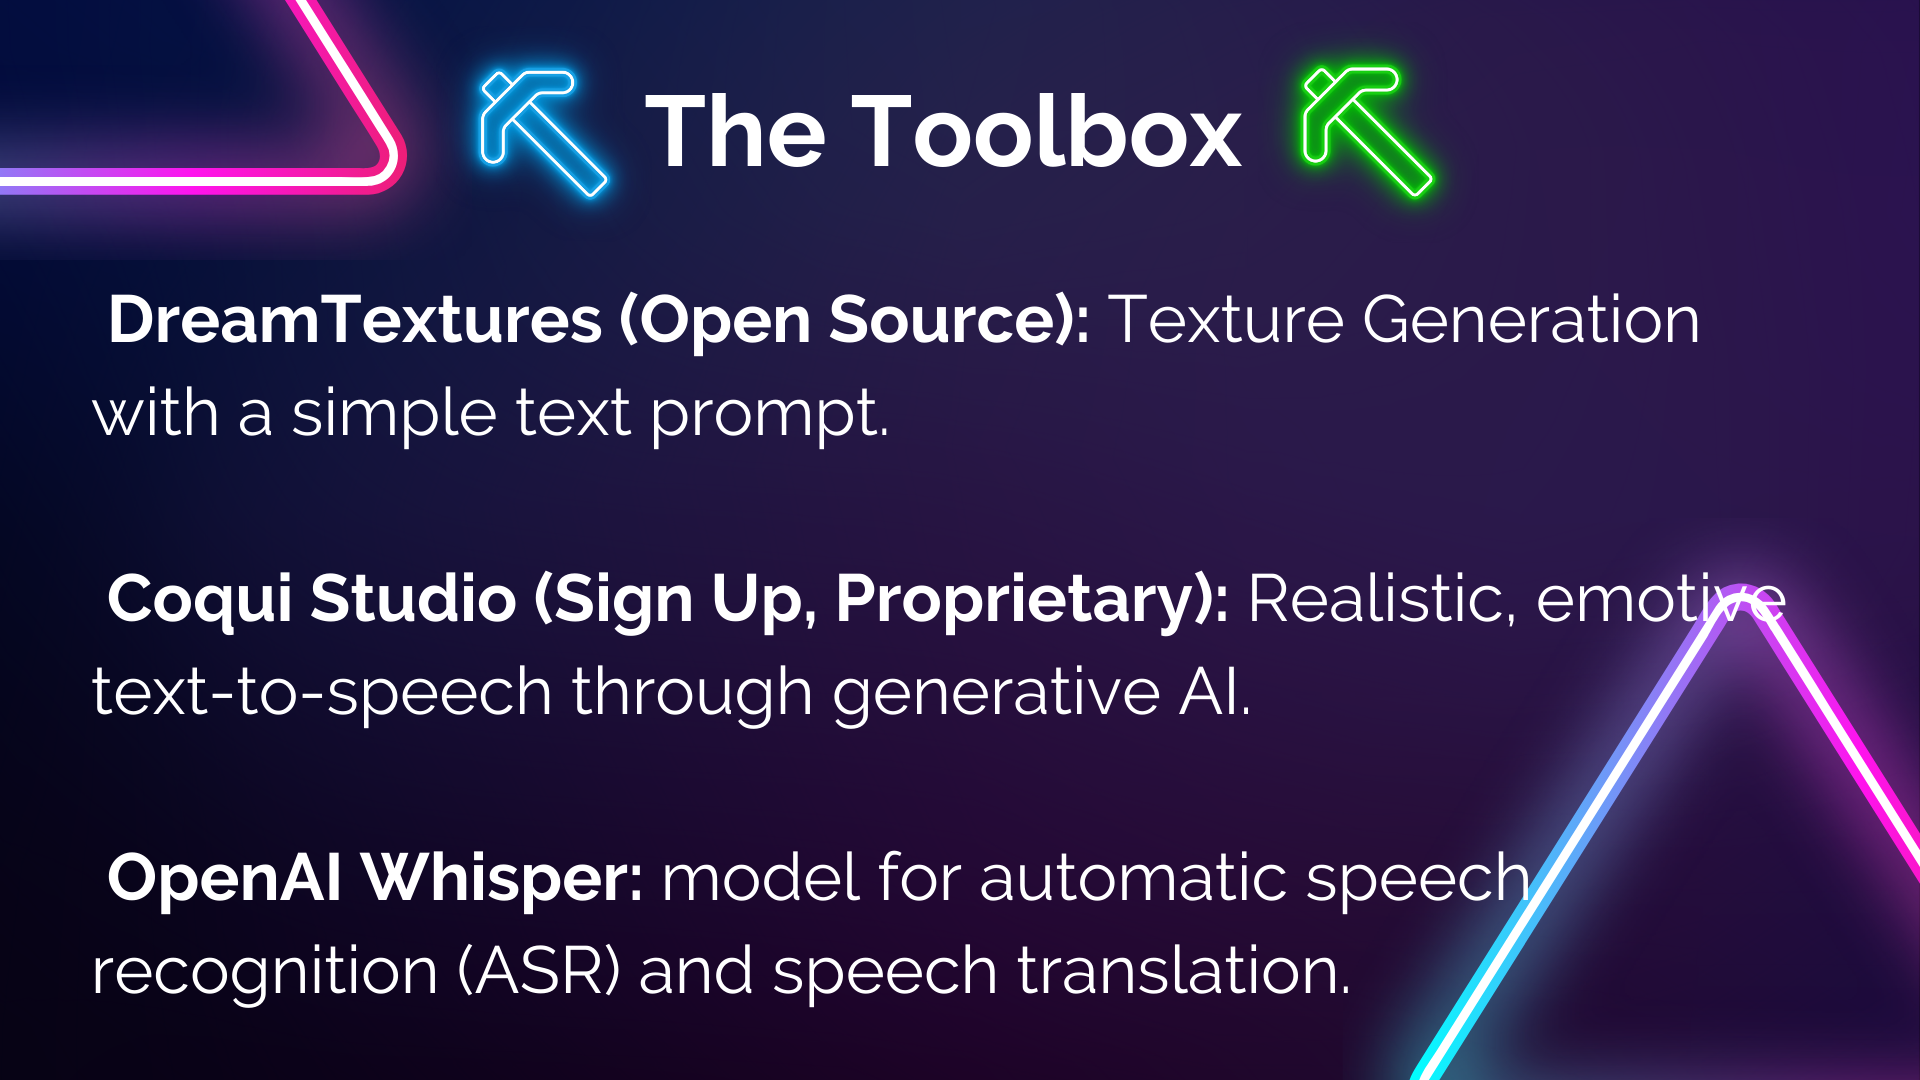 The Toolbox
DreamTextures (Open Source): Texture Generation
with a simple text prompt.
Coqui Studio (Sign Up, Proprietary): Realistic, emotive
text-to-speech through generative AI.
OpenAI Whisper: model for automatic speech
recognition (ASR) and speech translation.